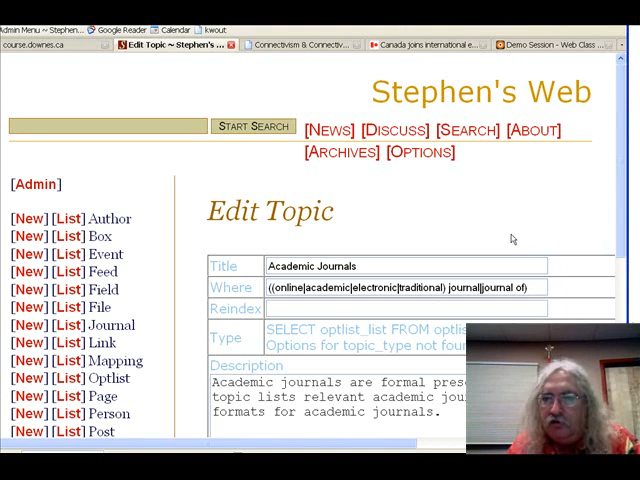 Admin Menu ~ Stephen... Google Reader Calendar kwout
course.downes.ca Edit Topic ~ Stephen's ... Connectivism & Connectiv... Canada joins international e... Demo Session - Web Class ...
Stephen's Web
START SEARCH [NEWS] [DISCUSS] [SEARCH] [ABOUT]
[ARCHIVES] [OPTIONS]
[Admin]
Edit Topic
[New] [List] Author
[New] [List] Box
[New] [List] Event
[New] [List] Feed
[New] [List] Field
[New] [List] File
[New] [List] Journal
[New] [List] Link
[New] [List] Mapping
[New] [List] Optlist
[New] [List] Page
[New] [List] Person
[New] [List] Post
Title Academic Journals
Where ((online|academic|electronic|traditional) journal|journal of)
Reindex
Type SELECT optlist_list FROM optlis
Options for topic_type not foun
Description
Academic journals are formal prese
topic lists relevant academic jou
formats for academic journals.